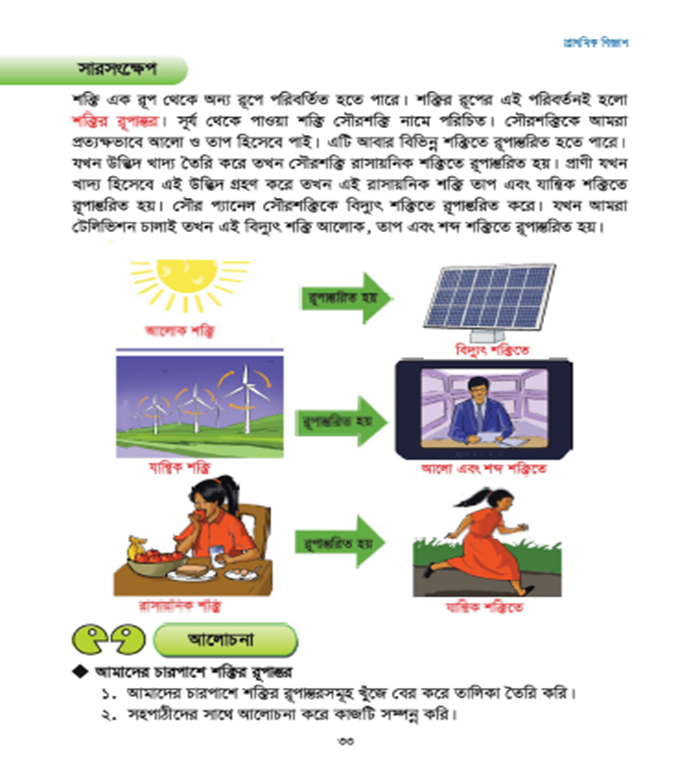 প্রাথমিক বিজ্ঞান
সারসংক্ষেপ
শক্তি এক রূপ থেকে অন্য রূপে পরিবর্তিত হতে পারে। শক্তির রূপের এই পরিবর্তনই হলো
শক্তির রূপান্তর। সূর্য থেকে পাওয়া শক্তি সৌরশক্তি নামে পরিচিত। সৌরশক্তিকে আমরা
প্রত্যক্ষভাবে আলো ও তাপ হিসেবে পাই। এটি আবার বিভিন্ন শক্তিতে রূপান্তরিত হতে পারে।
যখন উদ্ভিদ খাদ্য তৈরি করে তখন সৌরশক্তি রাসায়নিক শক্তিতে রূপান্তরিত হয়। প্রাণী যখন
খাদ্য হিসেবে এই উদ্ভিদ গ্রহণ করে তখন এই রাসায়নিক শক্তি তাপ এবং যান্ত্রিক শক্তিতে
রূপান্তরিত হয়। সৌর প্যানেল সৌরশক্তিকে বিদ্যুৎ শক্তিতে রূপান্তরিত করে। যখন আমরা
টেলিভিশন চালাই তখন এই বিদ্যুৎ শক্তি আলোক, তাপ এবং শব্দ শক্তিতে রূপান্তরিত হয়।
রূপান্তরিত হয়
আলোক শক্তি
বিদ্যুৎ শক্তিতে
রূপান্তরিত হয়
যান্ত্রিক শক্তি
আলো এবং শব্দ শক্তিতে
রূপান্তরিত হয়
রাসায়নিক শক্তি
যান্ত্রিক শক্তিতে
আলোচনা
◆ আমাদের চারপাশে শক্তির রূপান্তর
১. আমাদের চারপাশে শক্তির রূপান্তরসমূহ খুঁজে বের করে তালিকা তৈরি করি।
২. সহপাঠীদের সাথে আলোচনা করে কাজটি সম্পন্ন করি।
৩৩